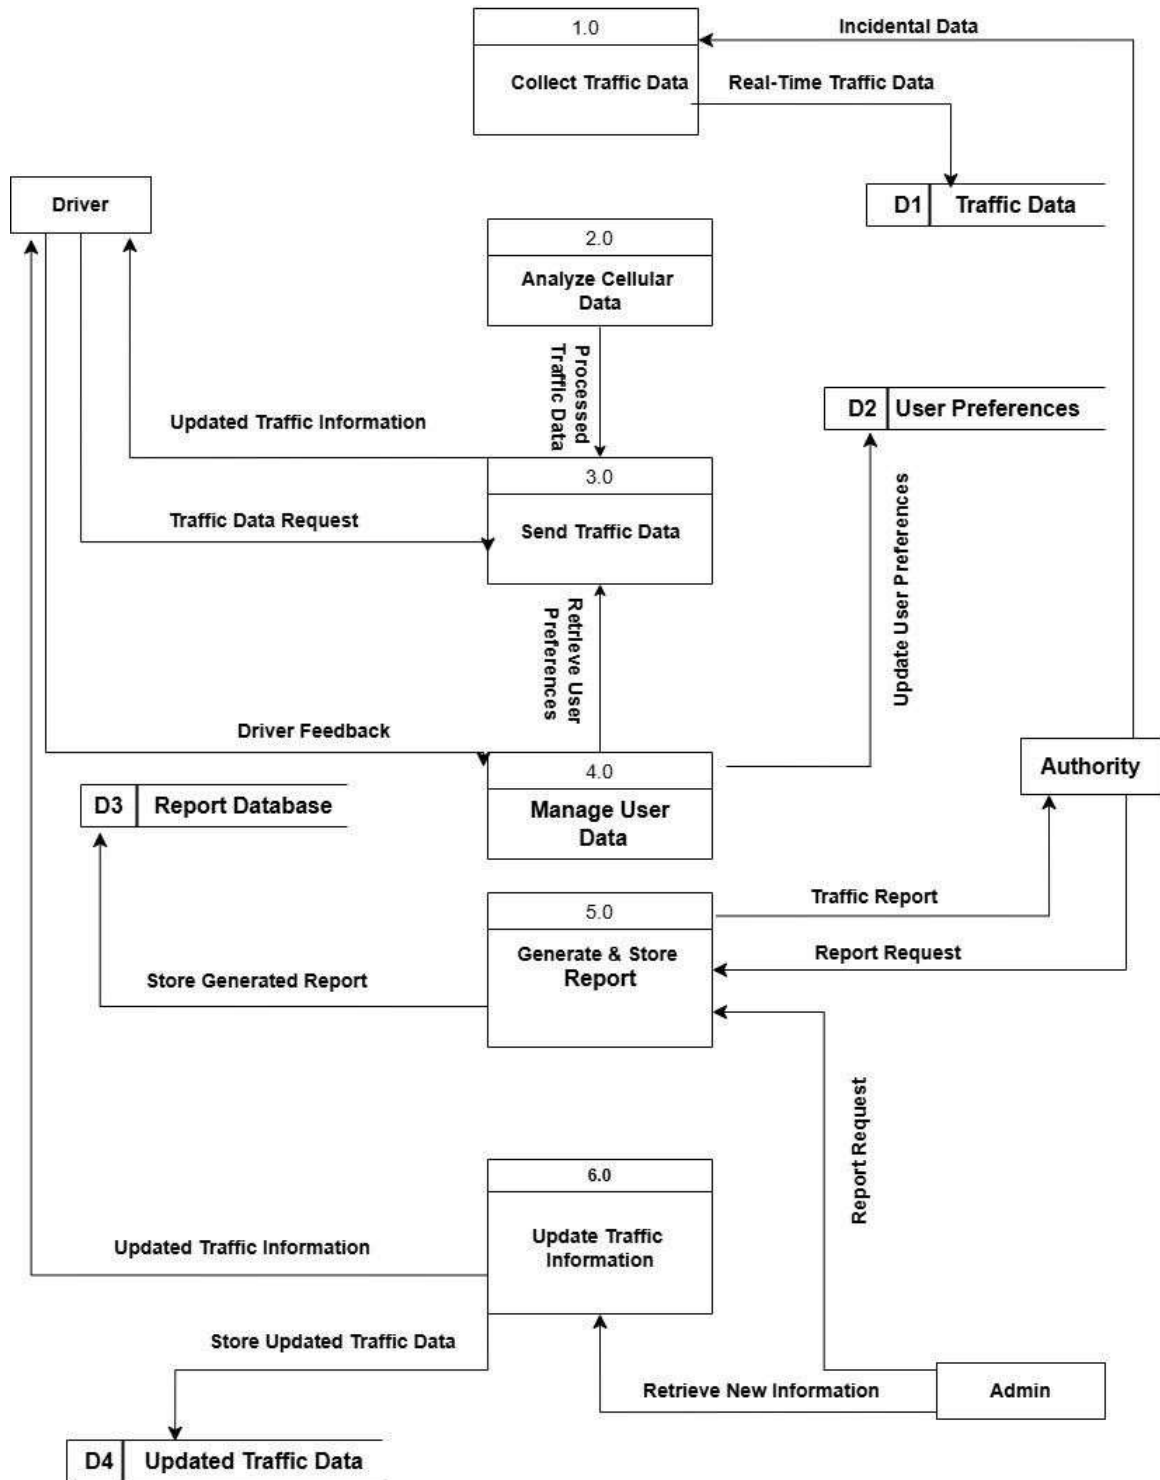 1.0
Incidental Data
Collect Traffic Data
Real-Time Traffic Data
Driver
D1 Traffic Data
2.0
Analyze Cellular
Data
Processed
Traffic Data
D2 User Preferences
Updated Traffic Information
3.0
Traffic Data Request
Send Traffic Data
Update User Preferences
Retrieve User
Preferences
Driver Feedback
4.0
Authority
D3 Report Database
Manage User
Data
Traffic Report
5.0
Generate & Store
Report
Report Request
Store Generated Report
Report Request
6.0
Update Traffic
Information
Updated Traffic Information
Store Updated Traffic Data
Retrieve New Information
Admin
D4 Updated Traffic Data